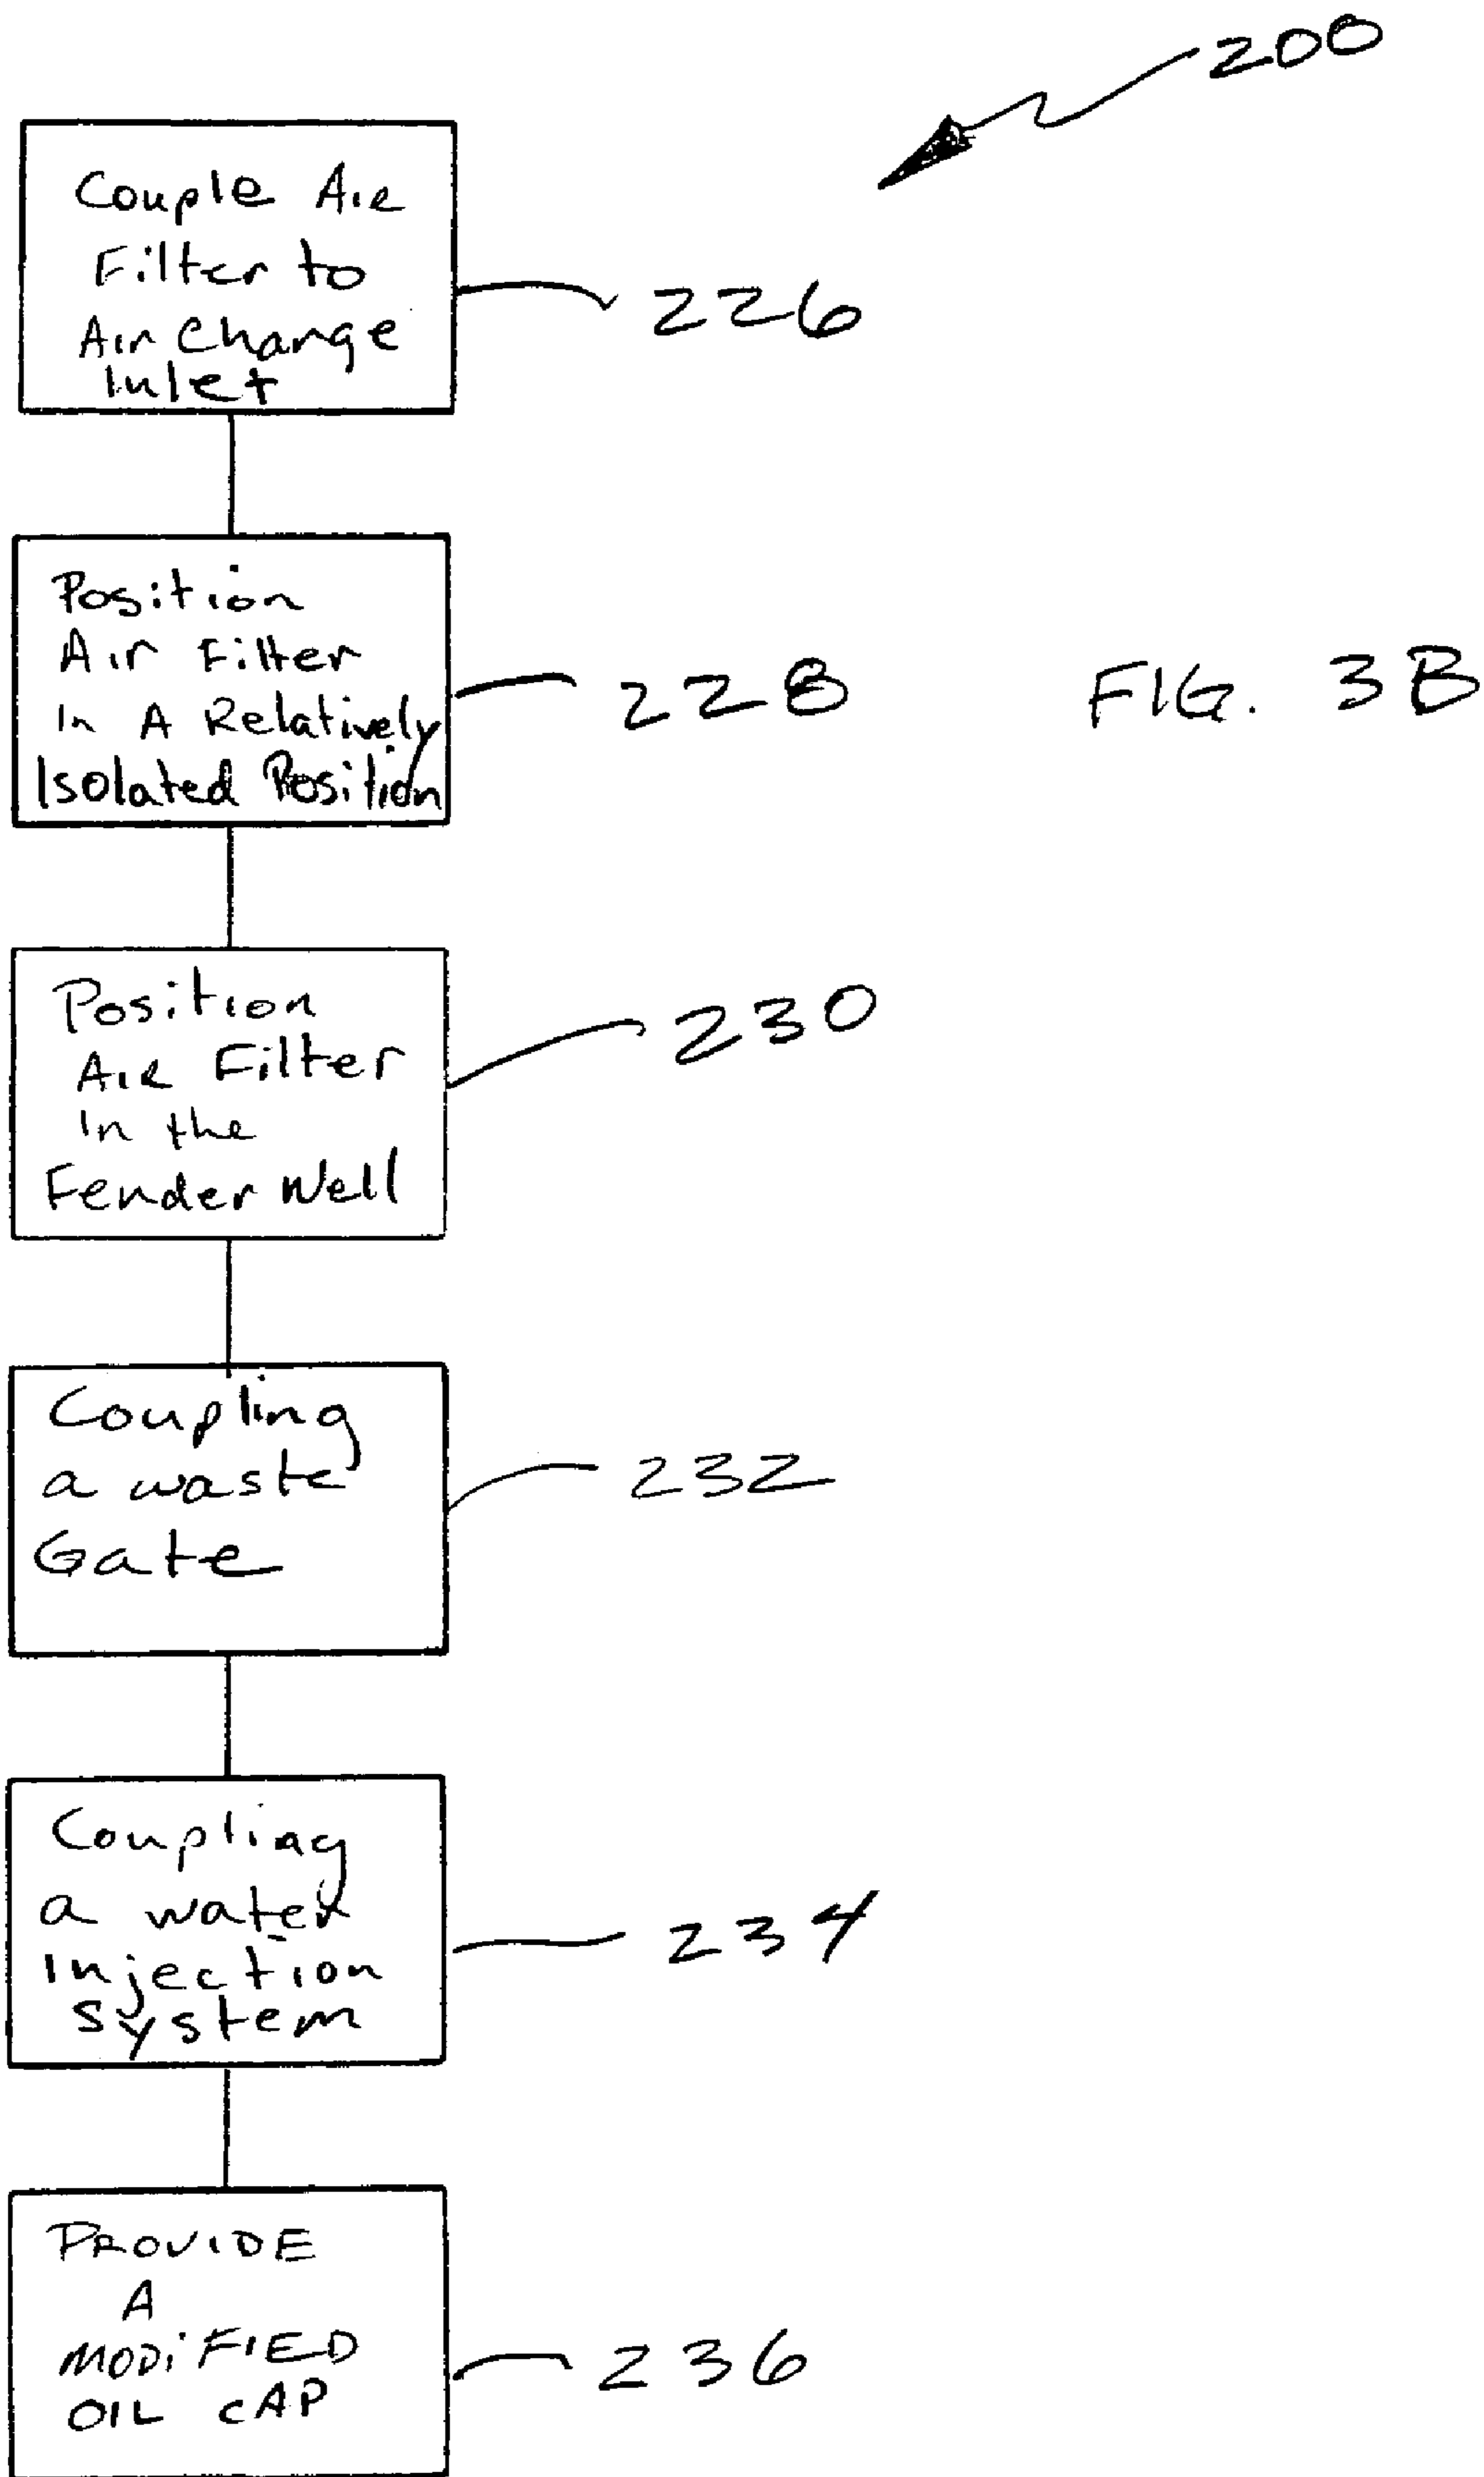 200
Couple Air
Filter to
Air Change
Inlet
226
Position
Air Filter
In A Relatively
Isolated Position
228
FIG. 3B
Position
Air Filter
In the
Fender Well
230
Coupling
a waste
Gate
232
Coupling
a water
Injection
System
234
PROVIDE
A
MODiFIED
OIL cAP
236